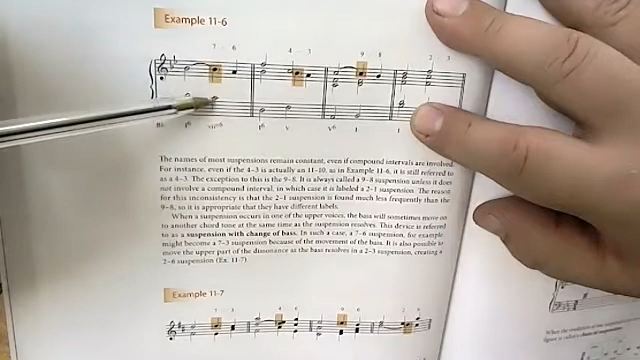 Example 11-6
7 6 4 3 9 8 2 3
I⁶ vii°⁶ I⁶ V V⁶ I I
The names of most suspensions remain constant, even if compound intervals are involved.
For instance, even if the 4–3 is actually an 11–10, as in Example 11-6, it is still referred to
as a 4–3. The exception to this is the 9–8. It is always called a 9–8 suspension unless it does
not involve a compound interval, in which case it is labeled a 2–1 suspension. The reason
for this inconsistency is that the 2–1 suspension is found much less frequently than the
9–8, so it is appropriate that they have different labels.
When a suspension occurs in one of the upper voices, the bass will sometimes move on
to another chord tone at the same time as the suspension resolves. This device is referred
to as a suspension with change of bass. In such a case, a 7–6 suspension, for example,
might become a 7–3 suspension because of the movement of the bass. It is also possible to
move the upper part of the dissonance as the bass resolves in a 2–3 suspension, creating a
2–6 suspension (Ex. 11-7)
Example 11-7